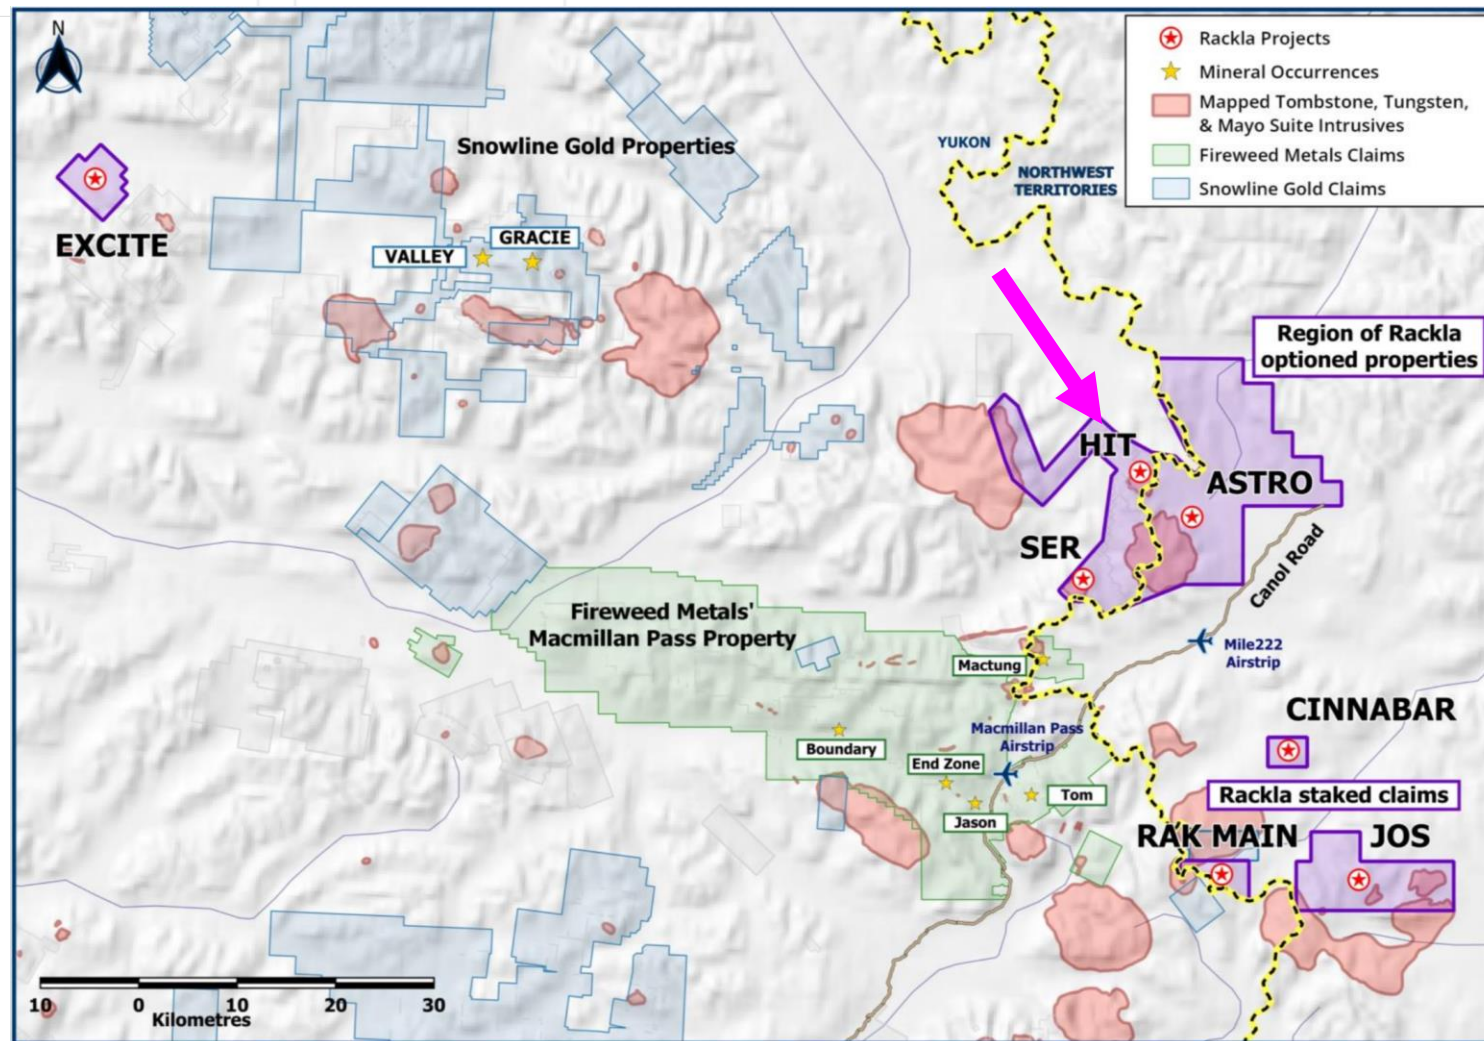 N
Rackla Projects
Mineral Occurrences
Mapped Tombstone, Tungsten,
& Mayo Suite Intrusives
Fireweed Metals Claims
Snowline Gold Claims
Snowline Gold Properties
YUKON
NORTHWEST
TERRITORIES
EXCITE
VALLEY
GRACIE
Region of Rackla
optioned properties
HIT
ASTRO
SER
Canol Road
Fireweed Metals'
Macmillan Pass Property
Mactung
Mile222
Airstrip
CINNABAR
Macmillan Pass
Airstrip
Boundary
End Zone
Tom
Jason
Rackla staked claims
RAK MAIN
JOS
10 0 10 20 30
Kilometres